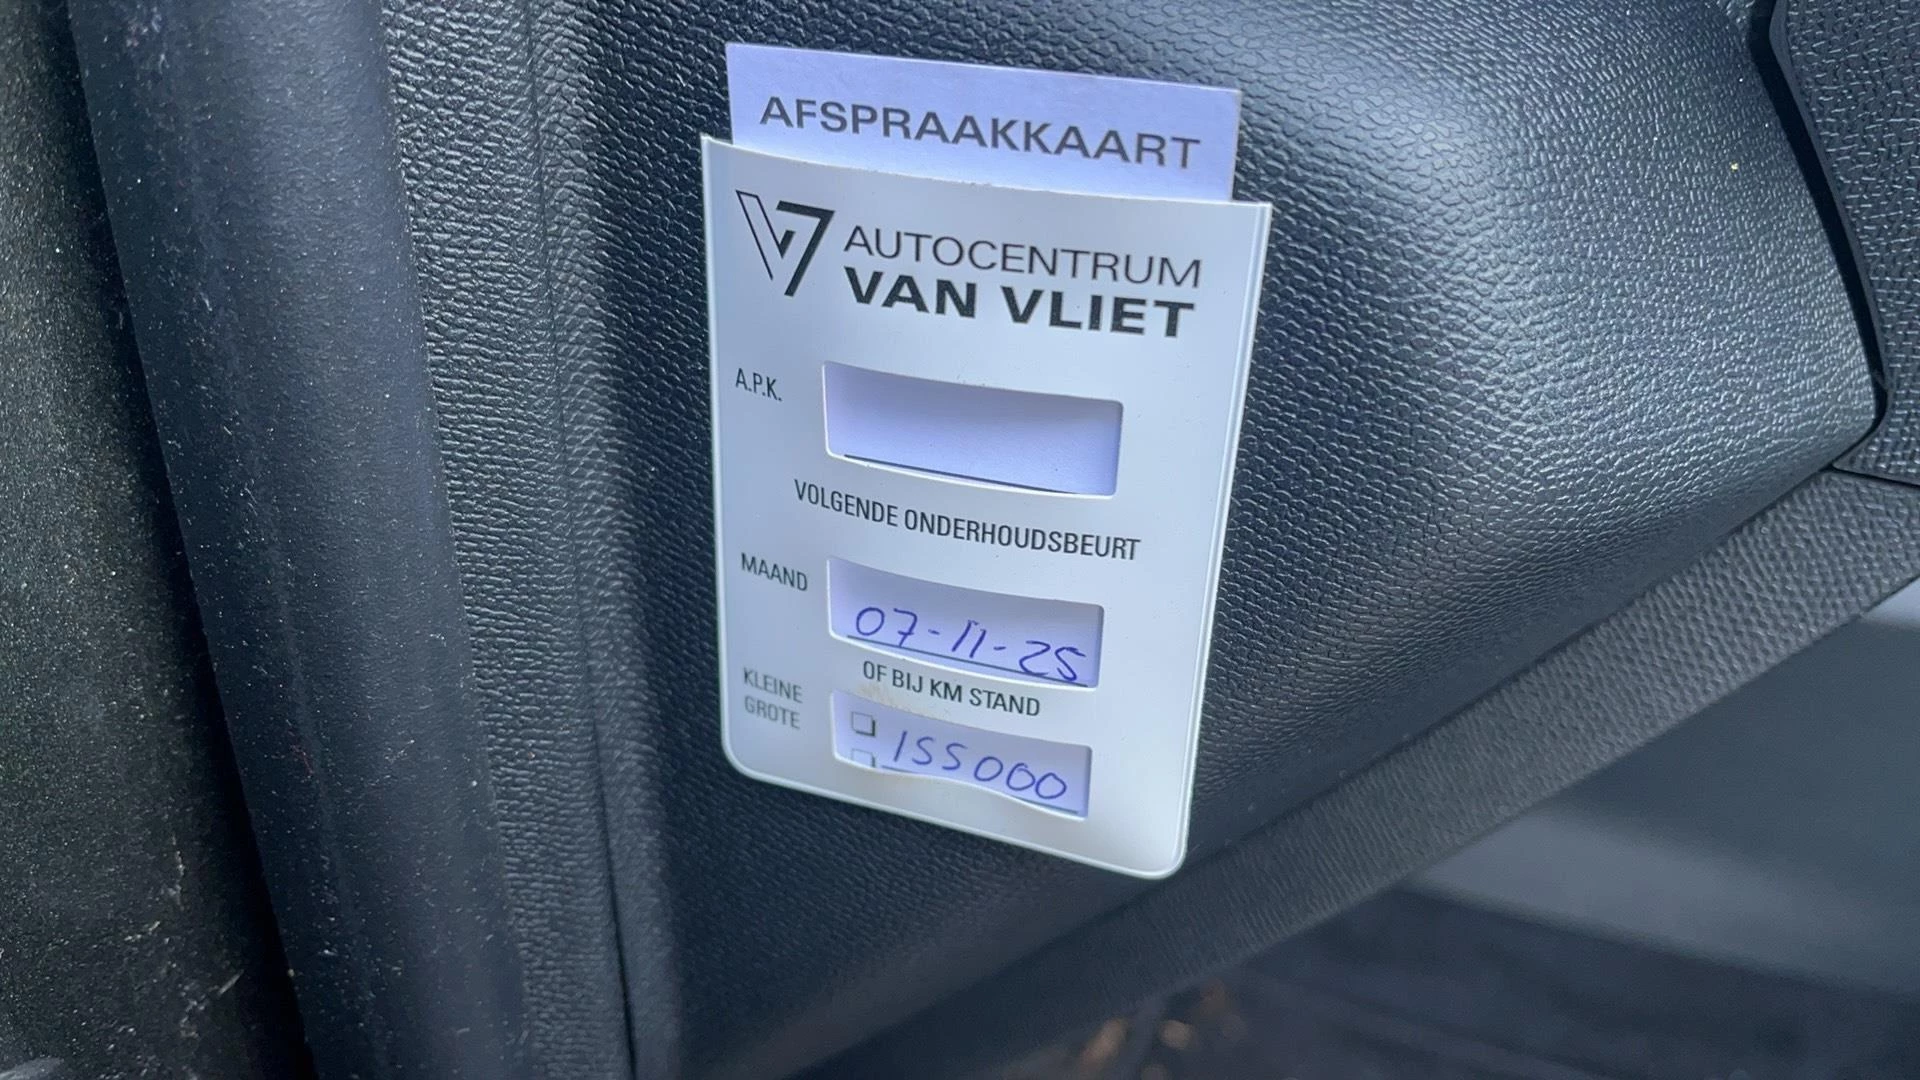 AFSPRAAKKAART
AUTOCENTRUM
VAN VLIET
A.P.K.
VOLGENDE ONDERHOUDSBEURT
MAAND
07-11-25
OF BIJ KM STAND
KLEINE
GROTE
155000